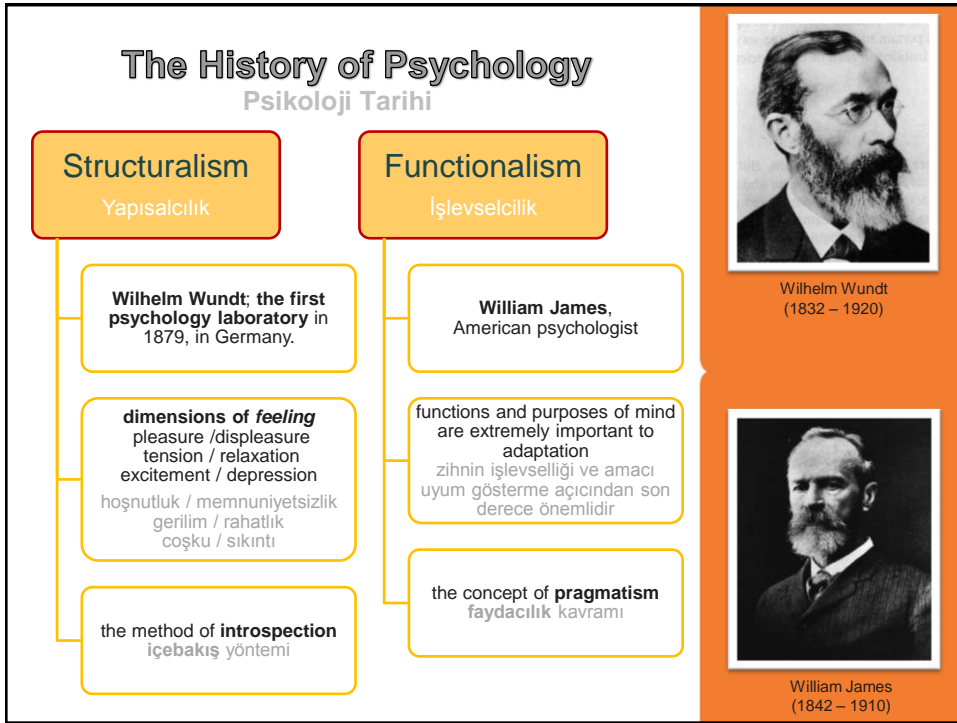 The History of Psychology
Psikoloji Tarihi
Structuralism
Yapısalcılık
Wilhelm Wundt; the first
psychology laboratory in
1879, in Germany.
dimensions of feeling
pleasure /displeasure
tension / relaxation
excitement / depression
hoşnutluk / memnuniyetsizlik
gerilim / rahatlık
coşku / sıkıntı
the method of introspection
içebakış yöntemi
Functionalism
İşlevselcilik
William James,
American psychologist
functions and purposes of mind
are extremely important to
adaptation
zihnin işlevselliği ve amacı
uyum gösterme açıcından son
derece önemlidir
the concept of pragmatism
faydacılık kavramı
Wilhelm Wundt
(1832 – 1920)
William James
(1842 – 1910)